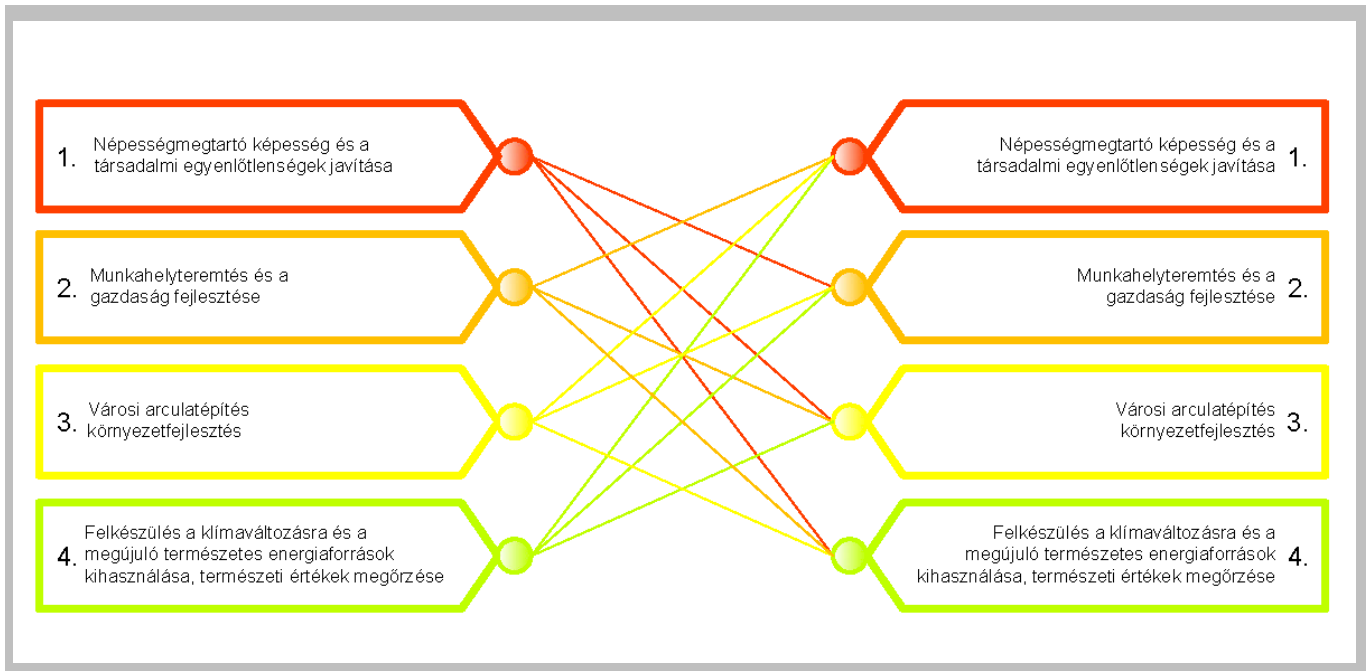 1. Népességmegtartó képesség és a
társadalmi egyenlőtlenségek javítása
Népességmegtartó képesség és a
társadalmi egyenlőtlenségek javítása 1.
2. Munkahelyteremtés és a
gazdaság fejlesztése
Munkahelyteremtés és a
gazdaság fejlesztése 2.
3. Városi arculatépítés
környezetfejlesztés
Városi arculatépítés
környezetfejlesztés 3.
4. Felkészülés a klímaváltozásra és a
megújuló természetes energiaforrások
kihasználása, természeti értékek megőrzése
Felkészülés a klímaváltozásra és a
megújuló természetes energiaforrások
kihasználása, természeti értékek megőrzése 4.